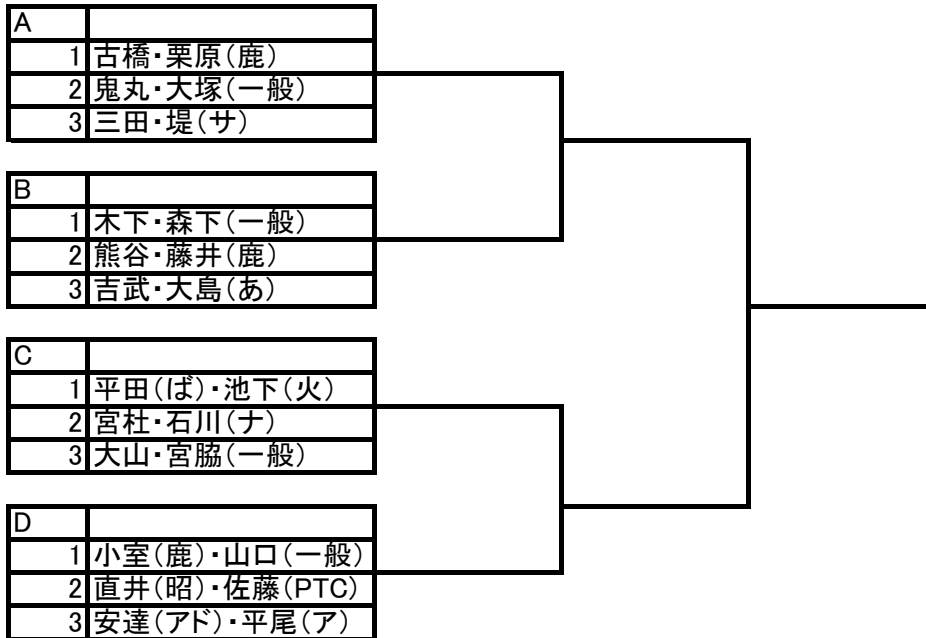 A
1 古橋・栗原(鹿)
2 鬼丸・大塚(一般)
3 三田・堤(サ)
B
1 木下・森下(一般)
2 熊谷・藤井(鹿)
3 吉武・大島(あ)
C
1 平田(ば)・池下(火)
2 宮杜・石川(ナ)
3 大山・宮脇(一般)
D
1 小室(鹿)・山口(一般)
2 直井(昭)・佐藤(PTC)
3 安達(アド)・平尾(ア)